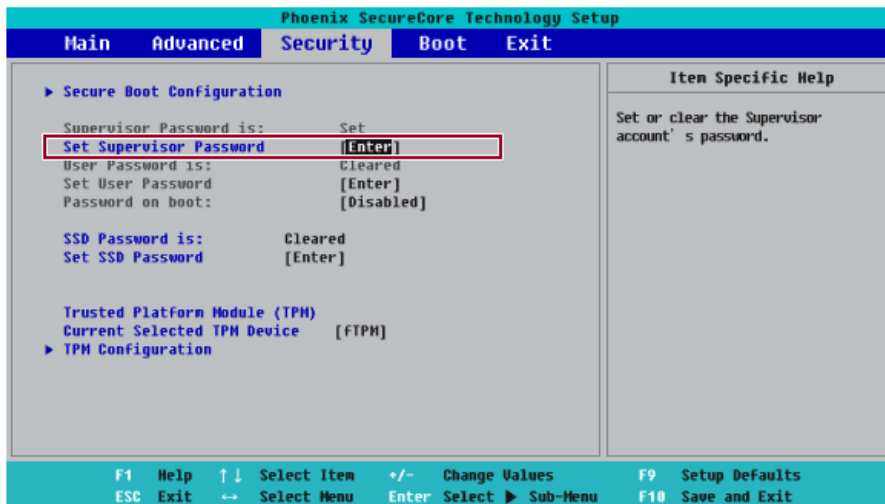 Phoenix SecureCore Technology Setup
Main Advanced Security Boot Exit
Item Specific Help
▶ Secure Boot Configuration
Set or clear the Supervisor
account's password.
Supervisor Password is: Set
Set Supervisor Password [Enter]
User Password is: Cleared
Set User Password [Enter]
Password on boot: [Disabled]
SSD Password is: Cleared
Set SSD Password [Enter]
Trusted Platform Module (TPM)
Current Selected TPM Device [fTPM]
▶ TPM Configuration
F1 Help ↑↓ Select Item +/- Change Values F9 Setup Defaults
ESC Exit ↔ Select Menu Enter Select ▶ Sub-Menu F10 Save and Exit